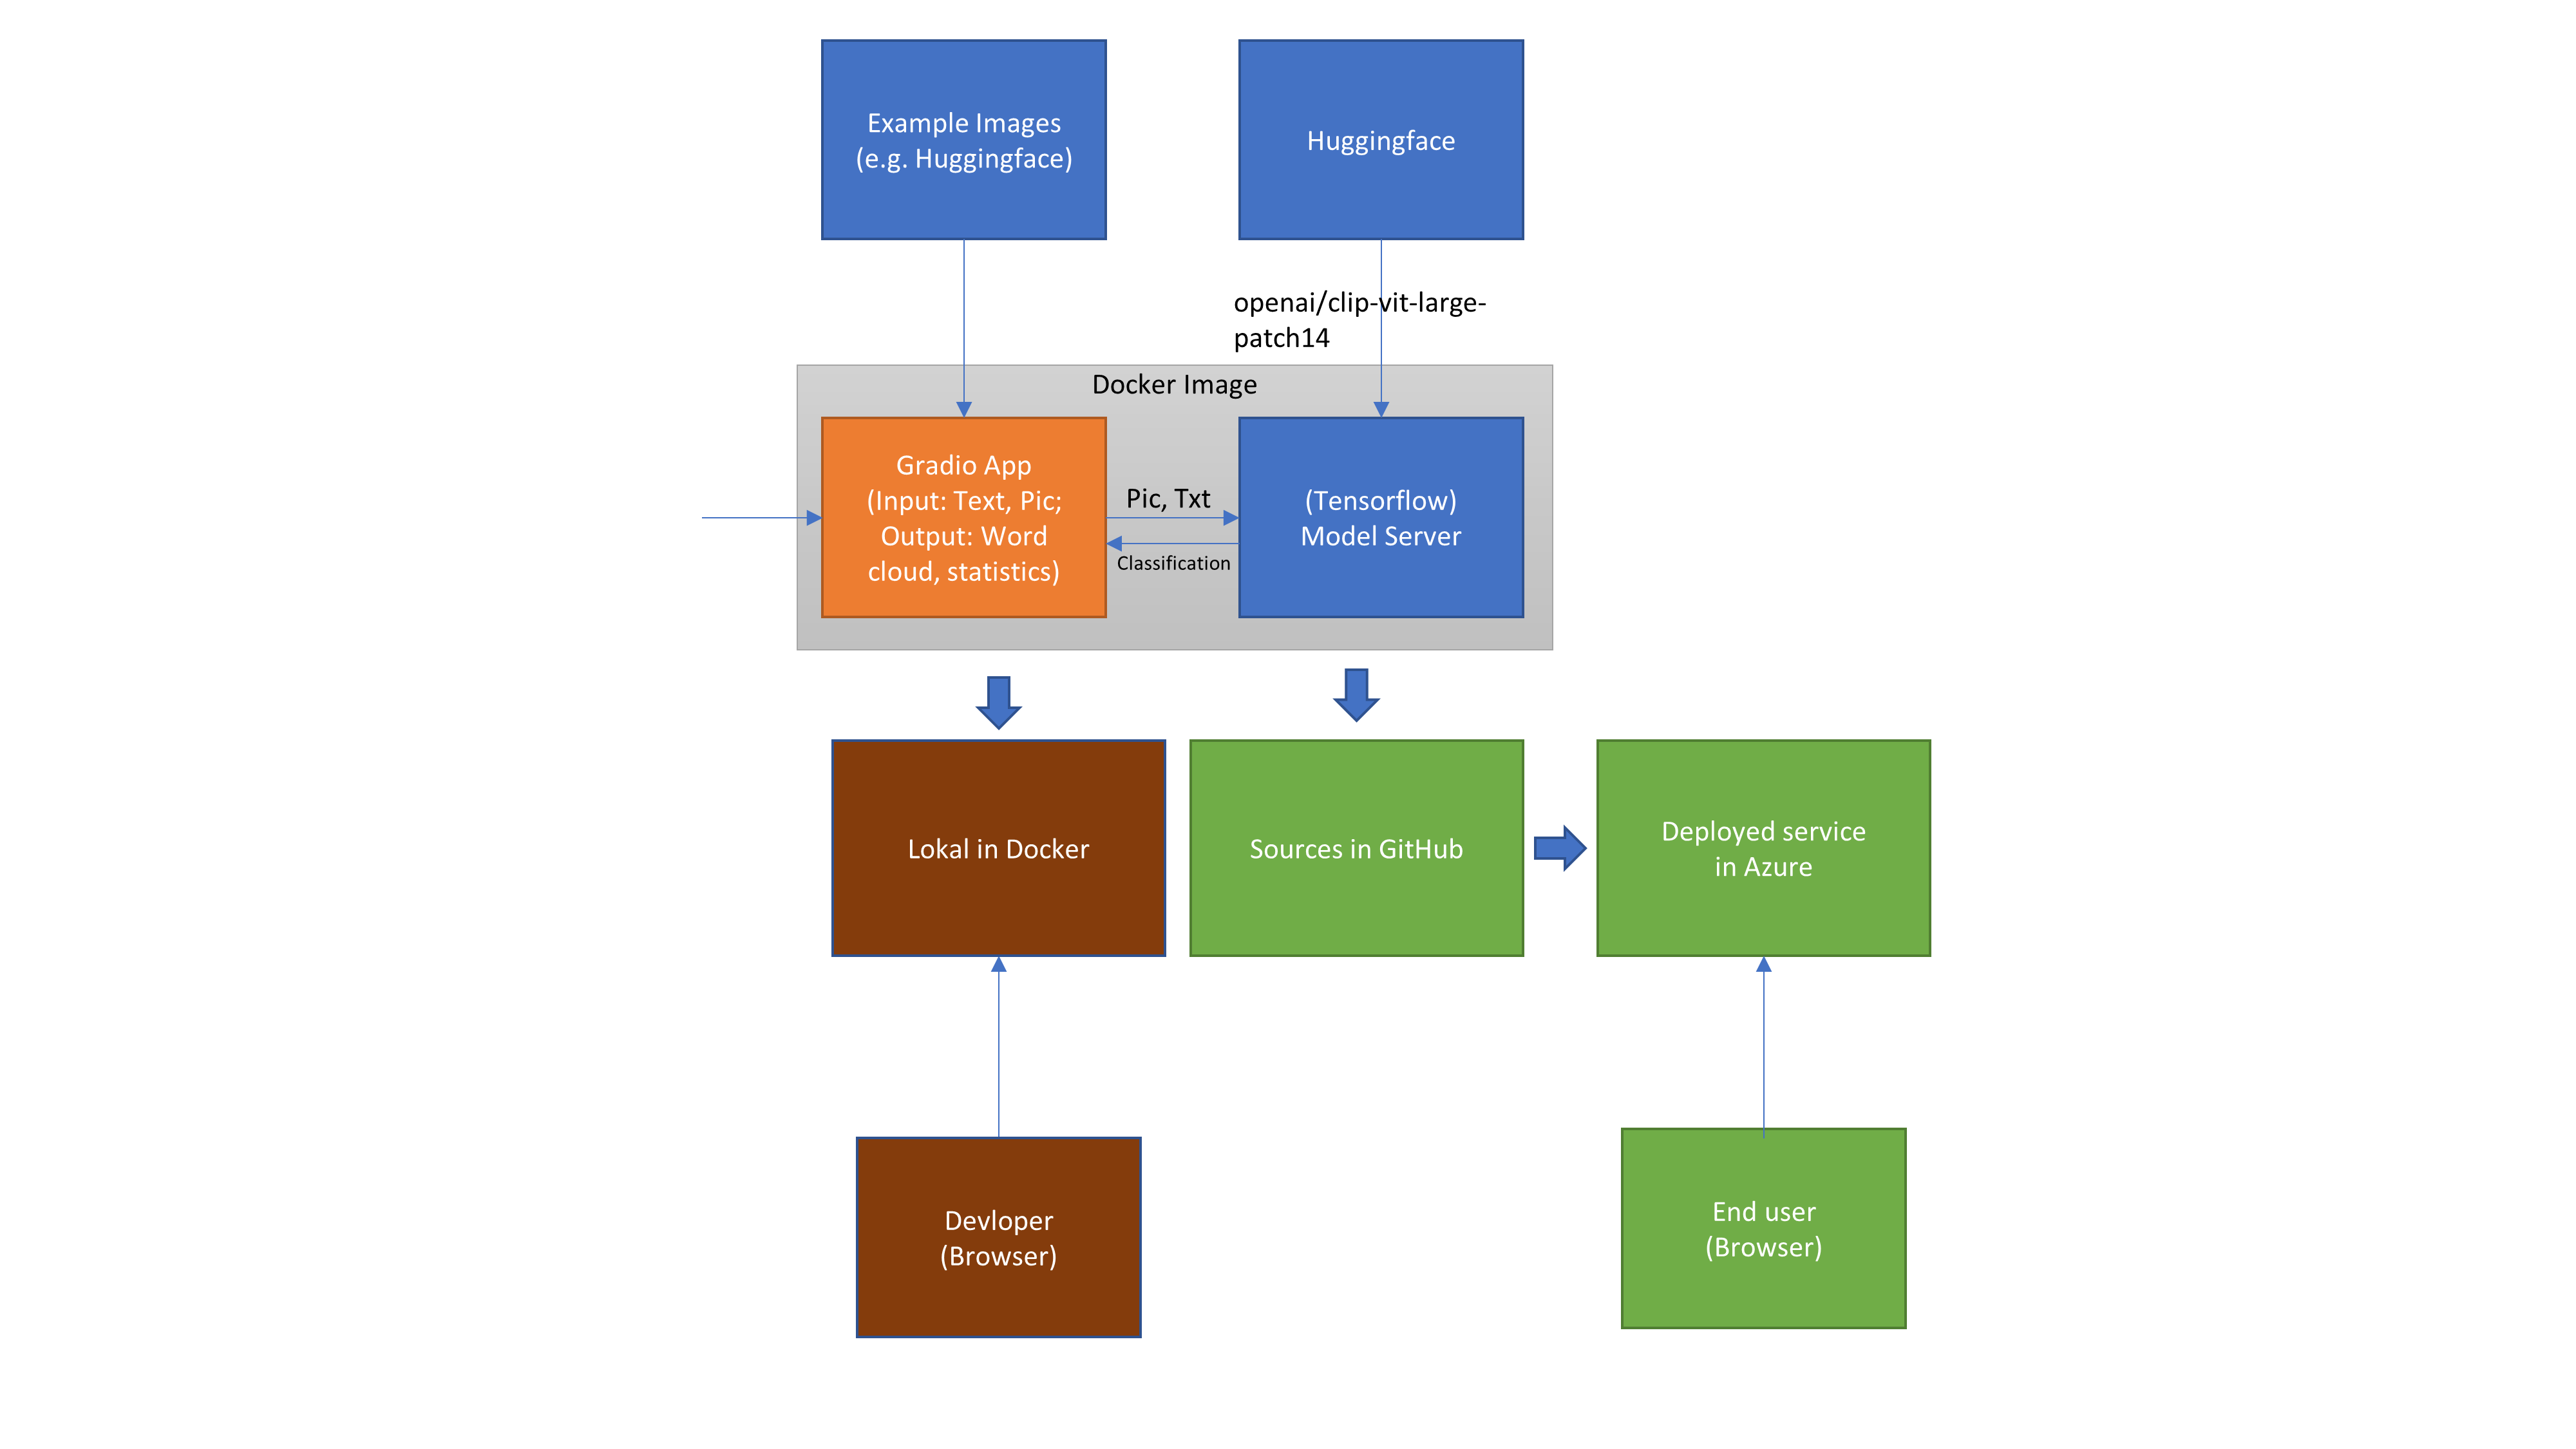 Example Images
(e.g. Huggingface)
Huggingface
openai/clip-vit-large-
patch14
Docker Image
Gradio App
(Input: Text, Pic;
Output: Word
cloud, statistics)
Pic, Txt
Classification
(Tensorflow)
Model Server
Lokal in Docker
Sources in GitHub
Deployed service
in Azure
Devloper
(Browser)
End user
(Browser)